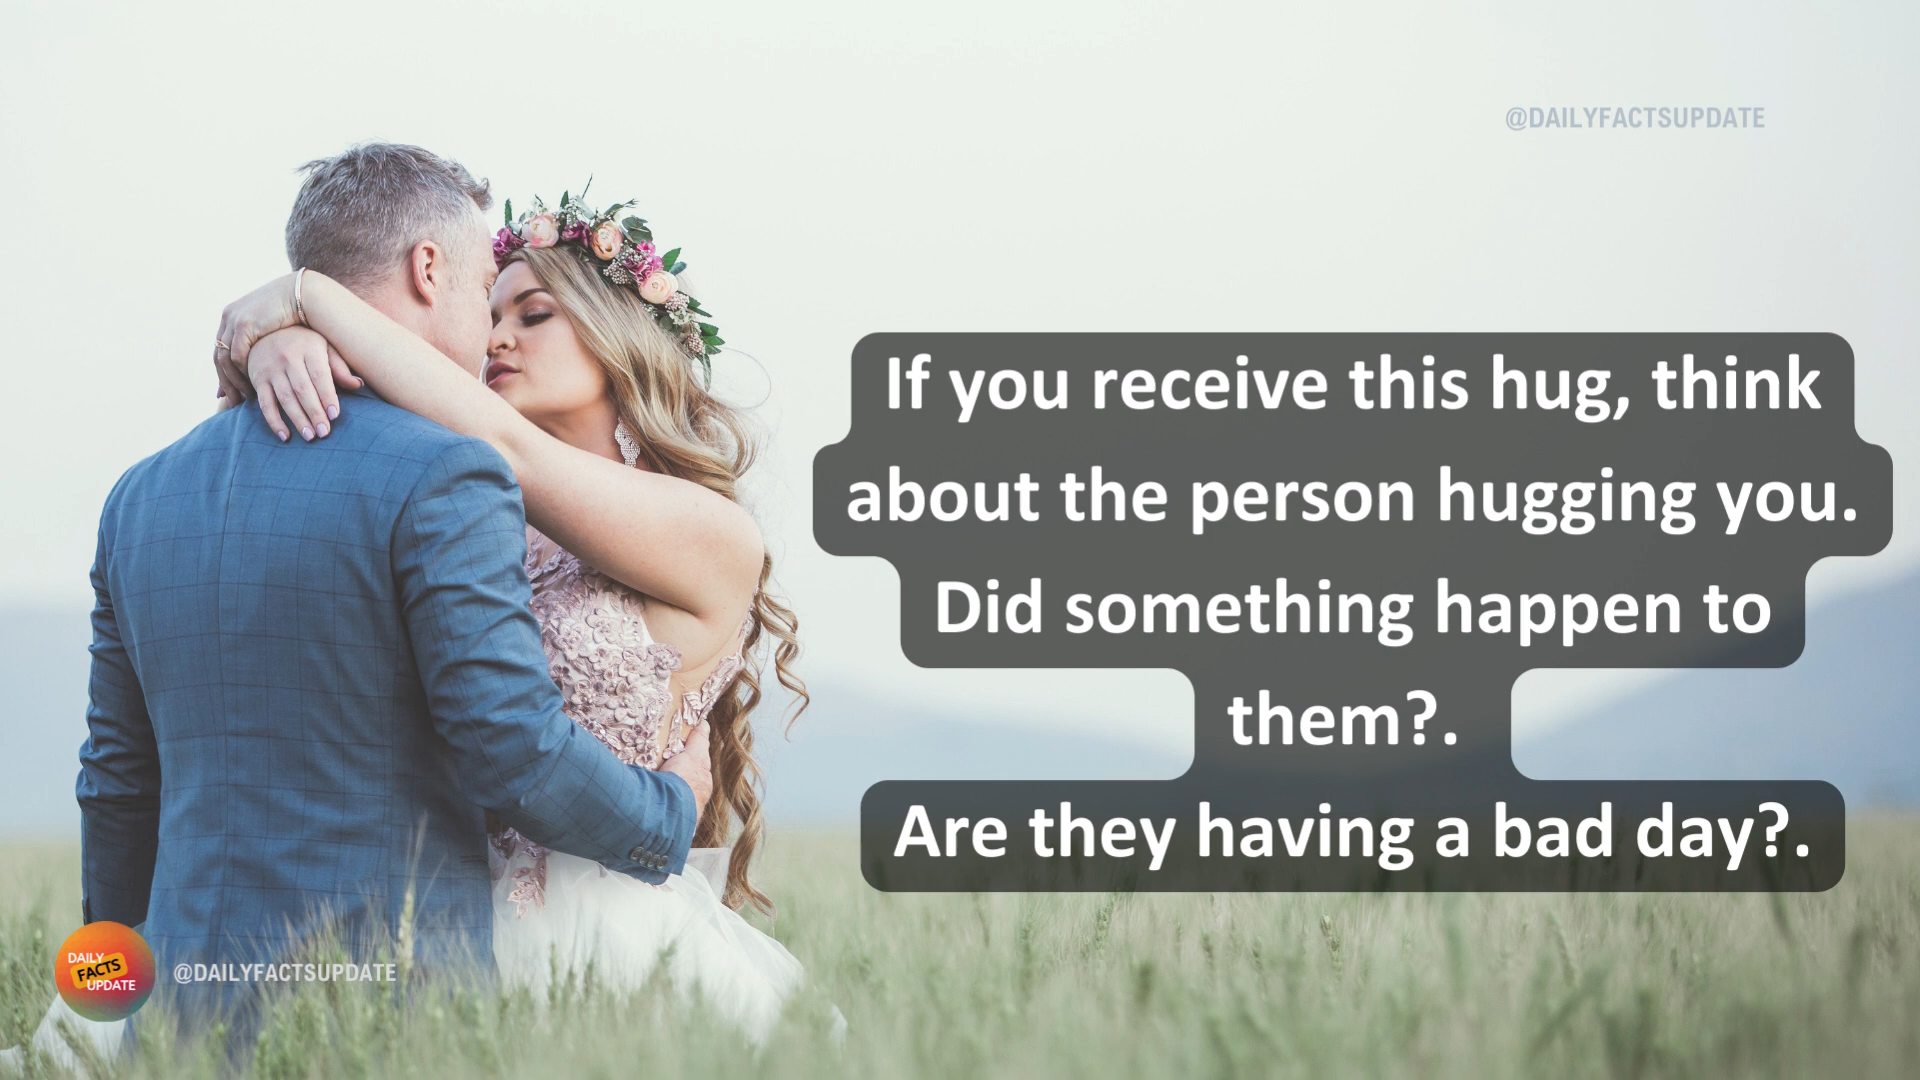 @DAILYFACTSUPDATE
If you receive this hug, think
about the person hugging you.
Did something happen to
them?.
Are they having a bad day?.
DAILY
FACTS
UPDATE
@DAILYFACTSUPDATE